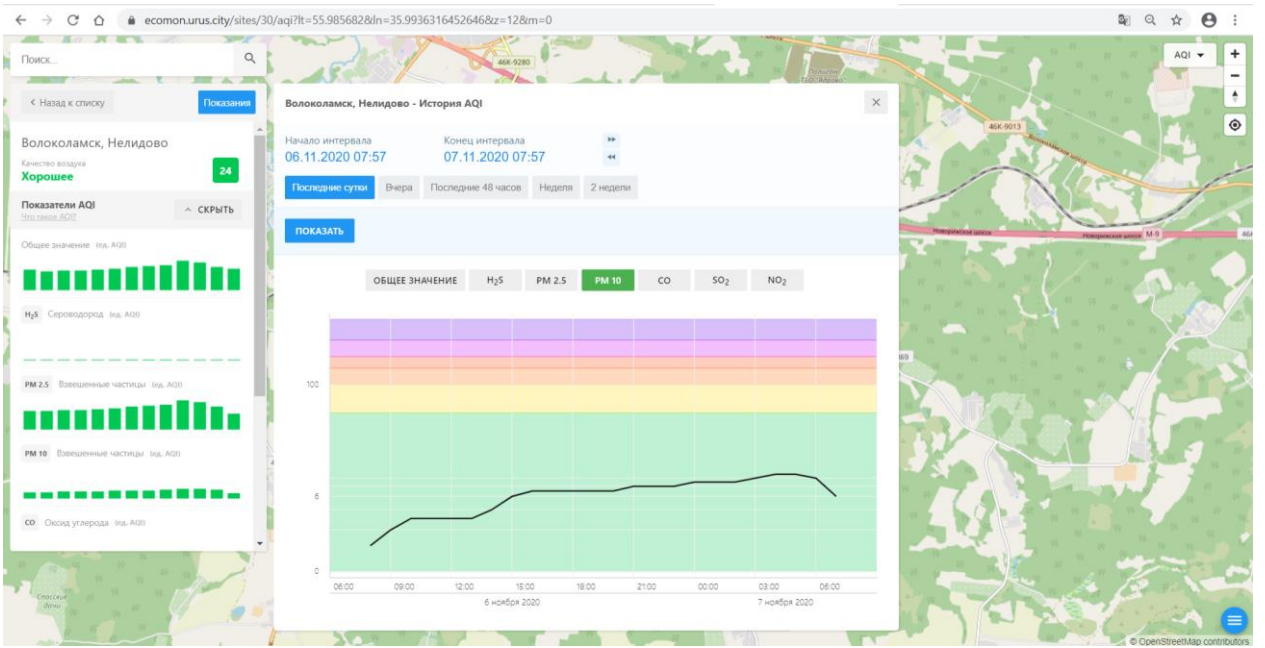 ecomon.urus.city/sites/30/aqi?lt=55.985682&ln=35.9936316452646&z=12&m=0
Поиск...
46К-9280
AQI
< Назад к списку
Показания
Волоколамск, Нелидово - История AQI
46К-9013
Волоколамск, Нелидово
Качество воздуха
Хорошее
24
Начало интервала
Конец интервала
06.11.2020 07:57
07.11.2020 07:57
Последние сутки
Вчера
Последние 48 часов
Неделя
2 недели
Показатели AQI
Что такое AQI?
СКРЫТЬ
ПОКАЗАТЬ
Новорижское шоссе
Новорижское шоссе
М-9
46К
Общее значение (ед. AQI)
ОБЩЕЕ ЗНАЧЕНИЕ
H₂S
PM 2.5
PM 10
CO
SO₂
NO₂
H₂S Сероводород (ед. AQI)
PM 2.5 Взвешенные частицы (ед. AQI)
100
PM 10 Взвешенные частицы (ед. AQI)
6
CO Оксид углерода (ед. AQI)
0
06:00 09:00 12:00 15:00 18:00 21:00 00:00 03:00 06:00
6 ноября 2020
7 ноября 2020
Спасские дачи
© OpenStreetMap contributors